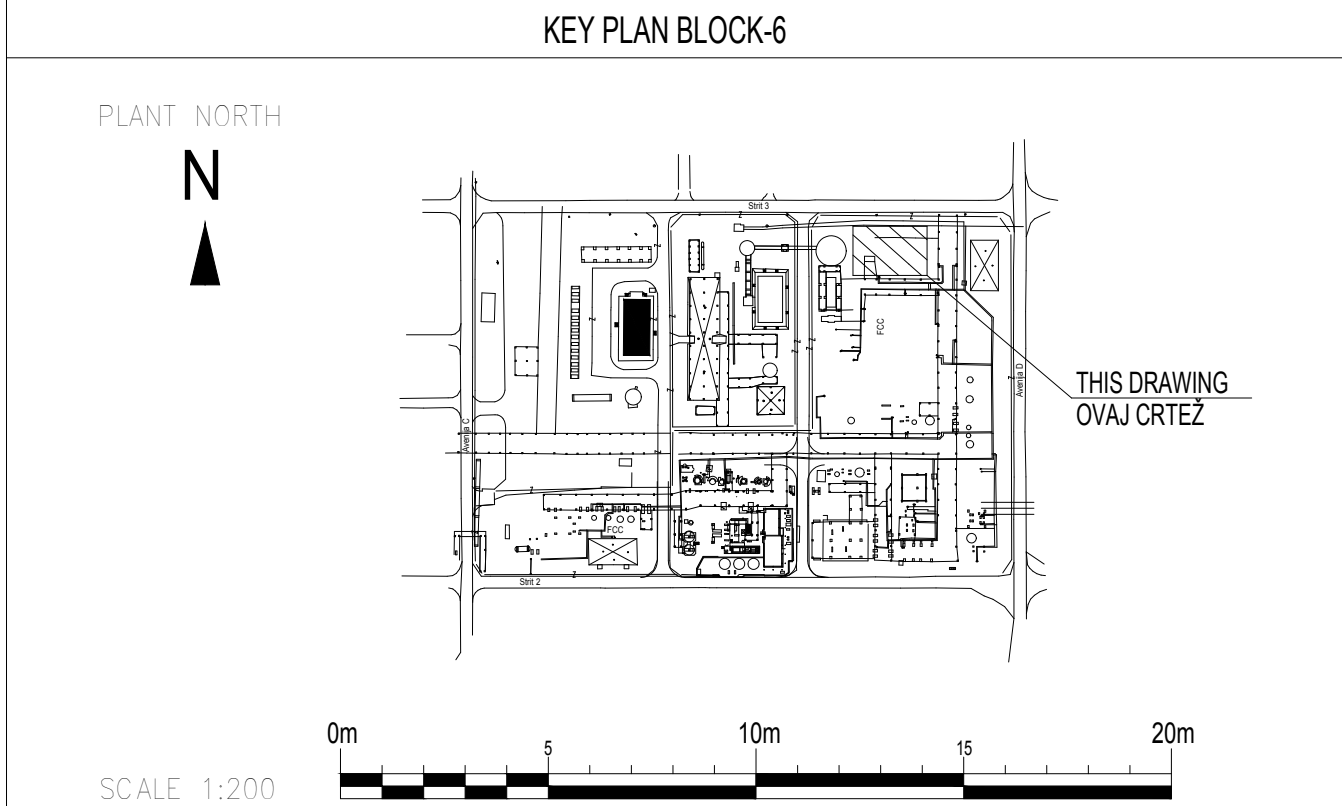 KEY PLAN BLOCK-6
PLANT NORTH
N
Strit 3
FCC
Avenija D
THIS DRAWING
OVAJ CRTEŽ
Avenija C
FCC
Strit 2
0m
5
10m
15
20m
SCALE 1:200